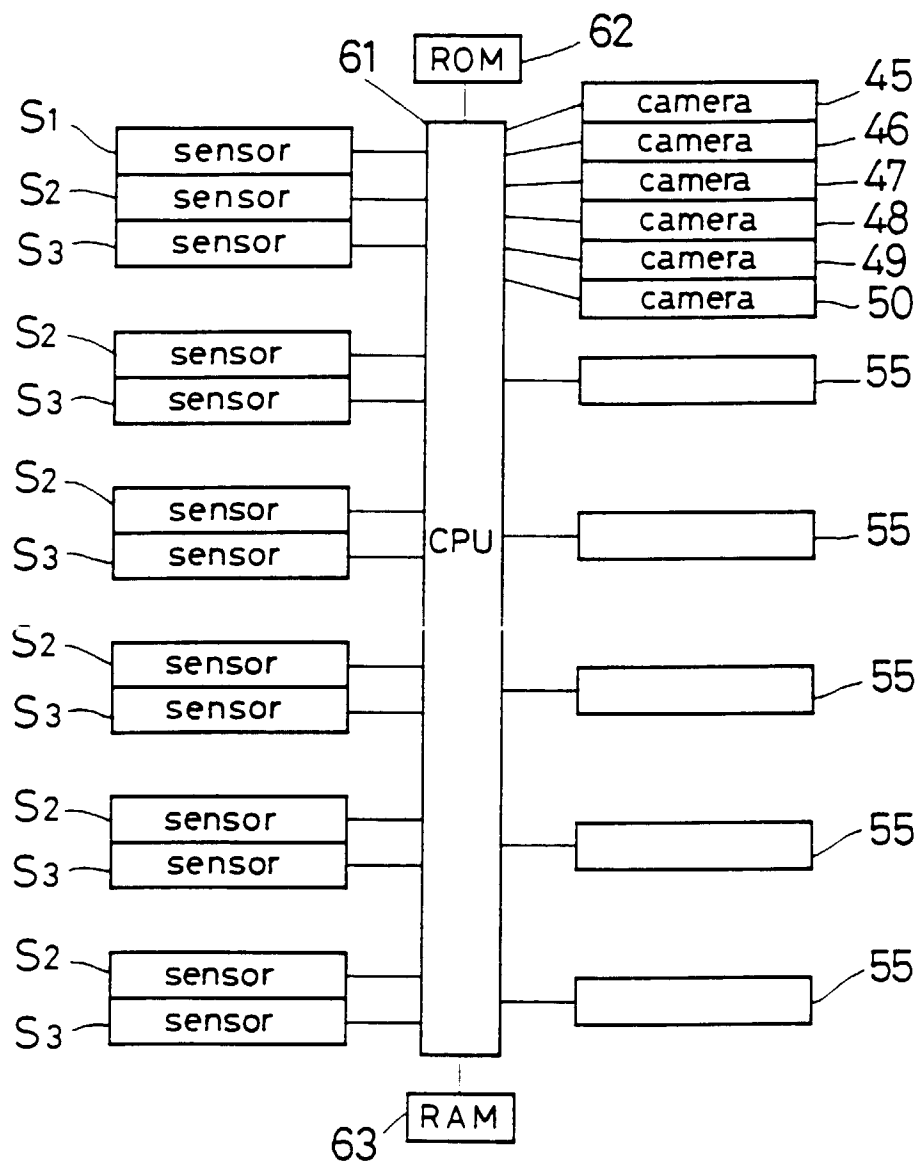 62
ROM
61
45
camera
S1
sensor
46
camera
47
camera
S2
sensor
48
camera
S3
sensor
49
camera
50
camera
S2
sensor
55
S3
sensor
S2
sensor
55
S3
sensor
CPU
S2
sensor
55
S3
sensor
S2
sensor
55
S3
sensor
S2
sensor
55
S3
sensor
RAM
63